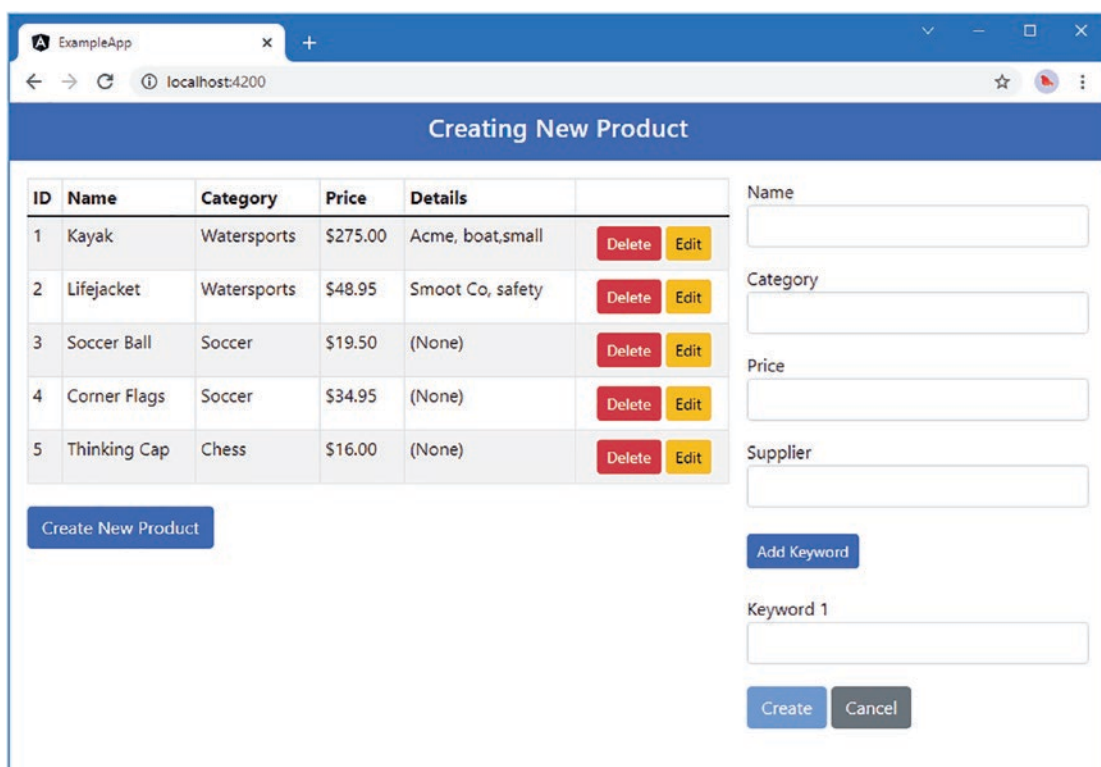 ExampleApp
localhost:4200
Creating New Product
ID Name Category Price Details
1 Kayak Watersports $275.00 Acme, boat,small Delete Edit
2 Lifejacket Watersports $48.95 Smoot Co, safety Delete Edit
3 Soccer Ball Soccer $19.50 (None) Delete Edit
4 Corner Flags Soccer $34.95 (None) Delete Edit
5 Thinking Cap Chess $16.00 (None) Delete Edit
Create New Product
Name
Category
Price
Supplier
Add Keyword
Keyword 1
Create Cancel